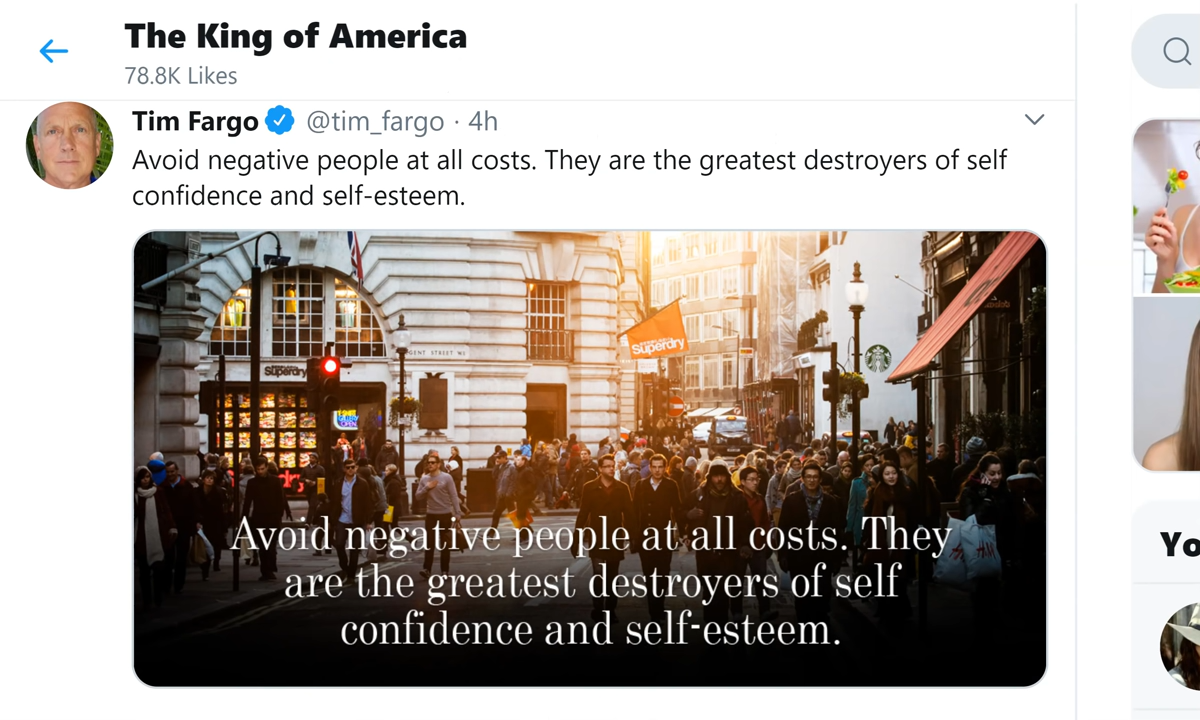 The King of America
78.8K Likes
Tim Fargo @tim_fargo · 4h
Avoid negative people at all costs. They are the greatest destroyers of self
confidence and self-esteem.
Superdry
GENT STREET W1
Superdry
OPEN
H&M
Avoid negative people at all costs. They
are the greatest destroyers of self
confidence and self-esteem.
Yo